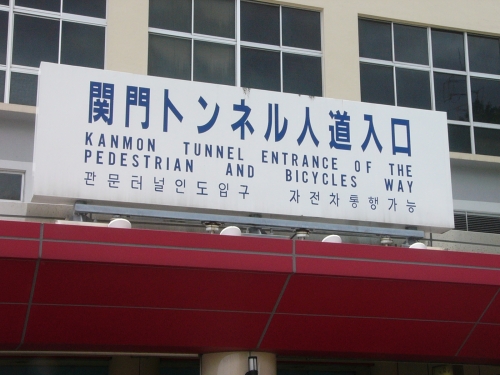 関門トンネル人道入口
KANMON TUNNEL ENTRANCE OF THE
PEDESTRIAN AND BICYCLES WAY
관문터널인도입구 자전차통행가능